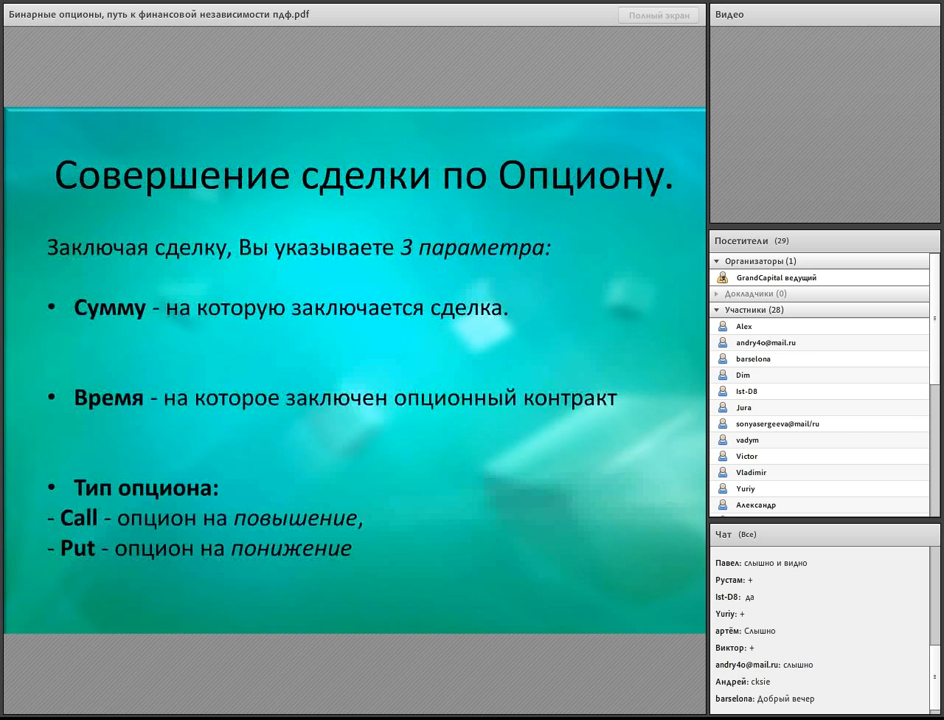 Бинарные опционы, путь к финансовой независимости пдф.pdf
Полный экран
Совершение сделки по Опциону.
Заключая сделку, Вы указываете 3 параметра:
• Сумму - на которую заключается сделка.
• Время - на которое заключен опционный контракт
• Тип опциона:
- Call - опцион на повышение,
- Put - опцион на понижение
Видео
Посетители (29)
Организаторы (1)
GrandCapital ведущий
Докладчики (0)
Участники (28)
Alex
andry4o@mail.ru
barselona
Dim
Ist-D8
Jura
sonyasergeeva@mail/ru
vadym
Victor
Vladimir
Yuriy
Александр
Чат (Все)
Павел: слышно и видно
Рустам: +
Ist-D8: да
Yuriy: +
артём: Слышно
Виктор: +
andry4o@mail.ru: слышно
Андрей: cksie
barselona: Добрый вечер